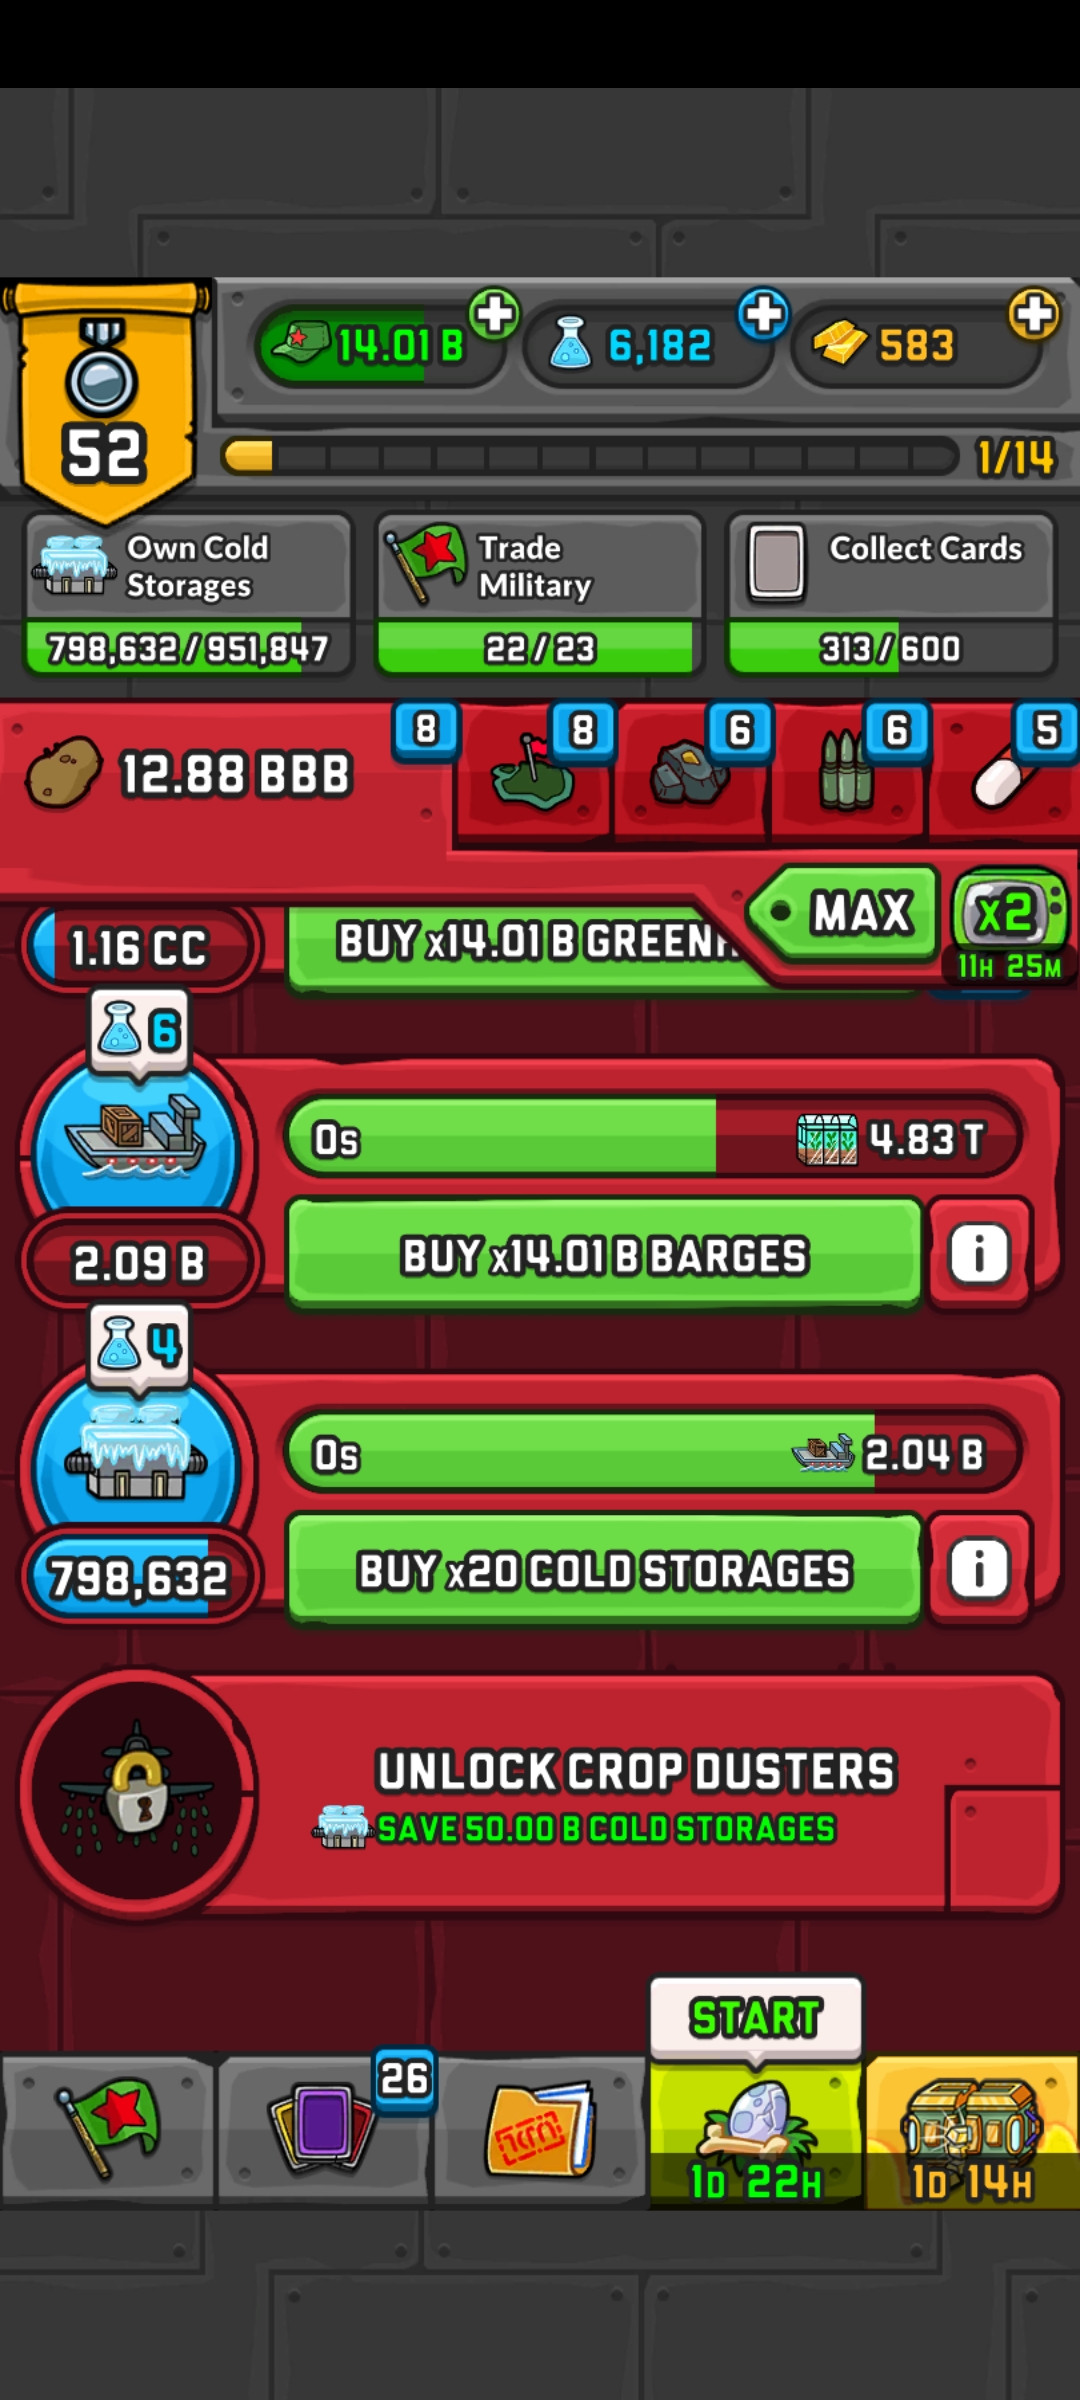 14.01 B
6,182
583
52
1/14
Own Cold
Storages
798,632 / 951,847
Trade
Military
22 / 23
Collect Cards
313 / 600
12.88 BBB
8
8
6
6
5
MAX
x2
11H 25M
1.16 CC
BUY x14.01 B GREENH
6
0s
4.83 T
BUY x14.01 B BARGES
i
2.09 B
4
0s
2.04 B
BUY x20 COLD STORAGES
i
798,632
UNLOCK CROP DUSTERS
SAVE 50.00 B COLD STORAGES
START
26
1D 22H
1D 14H